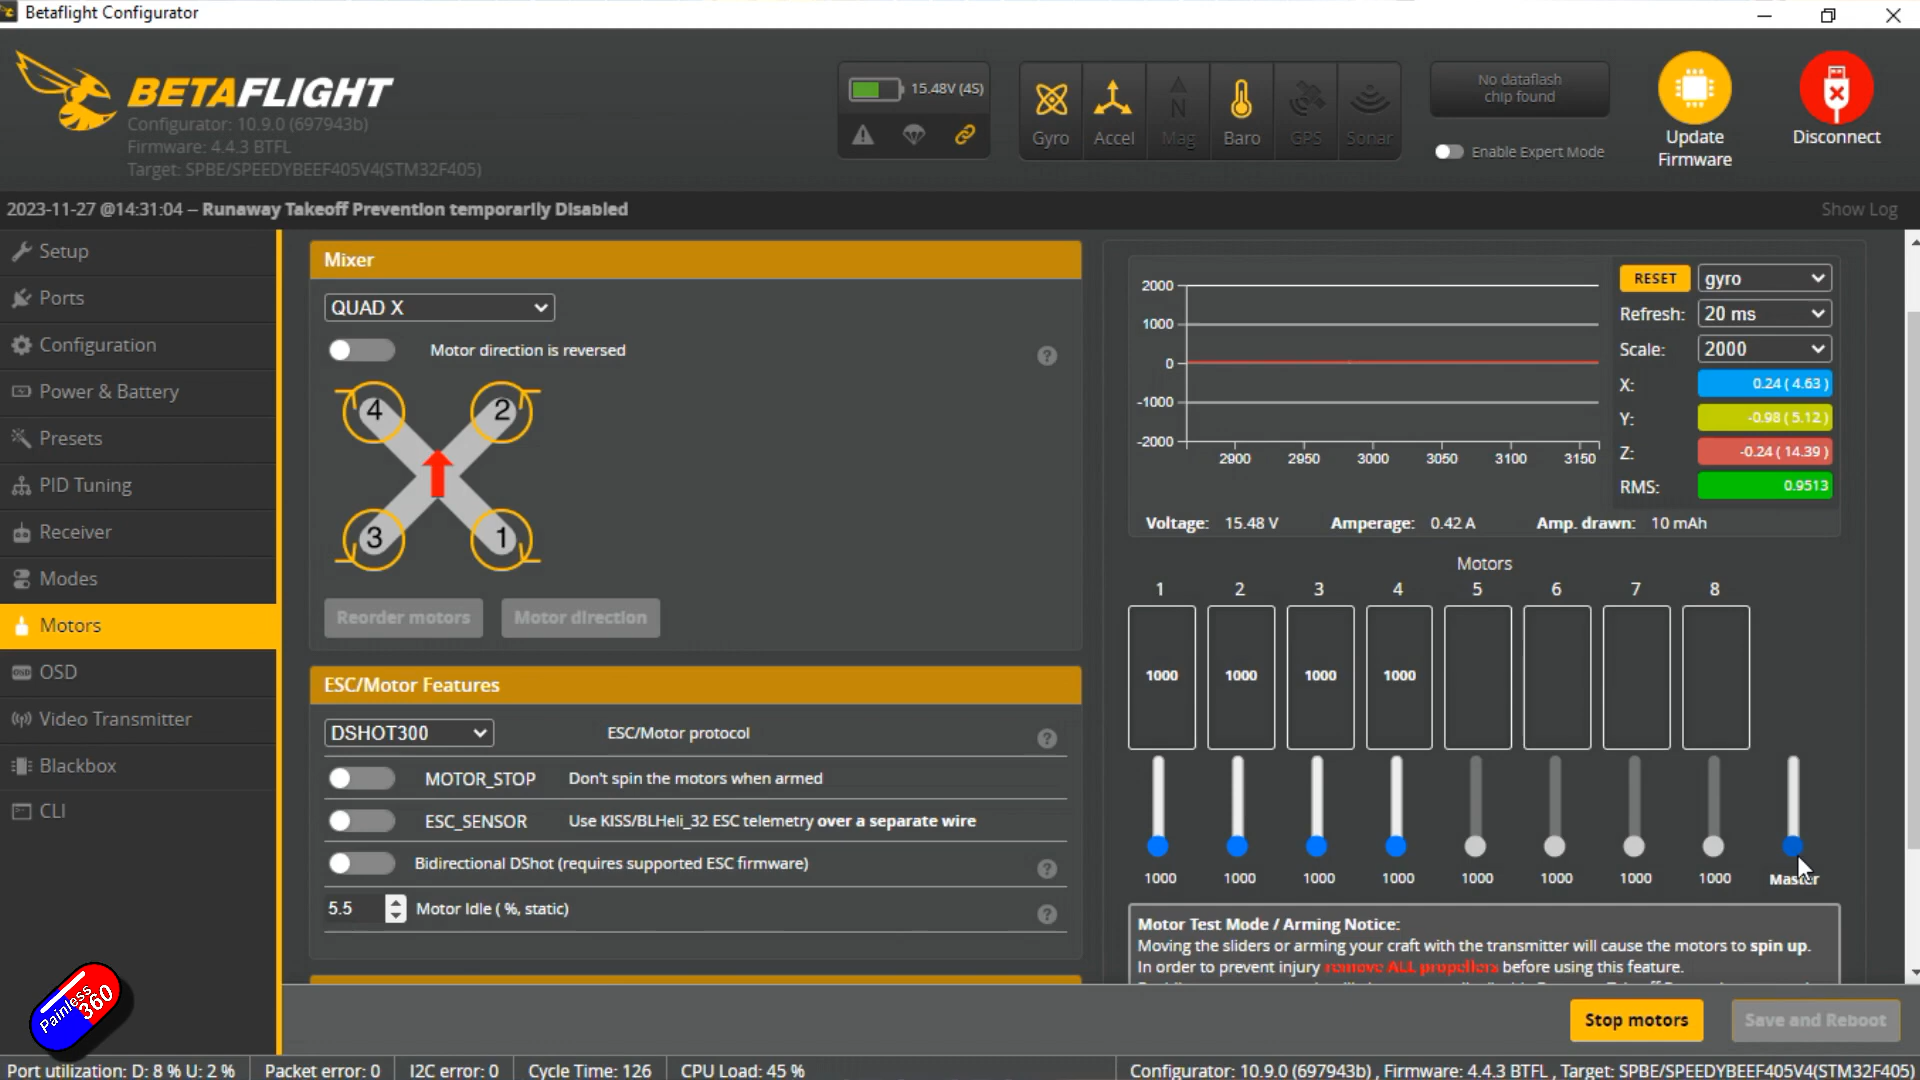 Betaflight Configurator
BETAFLIGHT
Configurator: 10.9.0 (697943b)
Firmware: 4.4.3 BTFL
Target: SPBE/SPEEDYBEEF405V4(STM32F405)
15.48V (4S)
Gyro
Accel
N
Mag
Baro
GPS
Sonar
No dataflash
chip found
Enable Expert Mode
Update
Firmware
Disconnect
2023-11-27 @14:31:04 -- Runaway Takeoff Prevention temporarily Disabled
Show Log
Setup
Ports
Configuration
Power & Battery
Presets
PID Tuning
Receiver
Modes
Motors
OSD
Video Transmitter
Blackbox
CLI
Mixer
QUAD X
Motor direction is reversed
?
4
2
3
1
Reorder motors
Motor direction
ESC/Motor Features
DSHOT300
ESC/Motor protocol
?
MOTOR_STOP
Don't spin the motors when armed
ESC_SENSOR
Use KISS/BLHeli_32 ESC telemetry over a separate wire
Bidirectional DShot (requires supported ESC firmware)
?
5.5
Motor Idle ( %, static)
?
2000
1000
0
-1000
-2000
2900 2950 3000 3050 3100 3150
RESET
gyro
Refresh:
20 ms
Scale:
2000
X:
0.24 ( 4.63 )
Y:
-0.98 ( 5.12 )
Z:
-0.24 ( 14.39 )
RMS:
0.9513
Voltage: 15.48 V
Amperage: 0.42 A
Amp. drawn: 10 mAh
Motors
1 2 3 4 5 6 7 8
1000 1000 1000 1000
1000 1000 1000 1000 1000 1000 1000 1000 Master
Motor Test Mode / Arming Notice:
Moving the sliders or arming your craft with the transmitter will cause the motors to spin up.
In order to prevent injury remove ALL propellers before using this feature.
Stop motors
Save and Reboot
Painless
360
Port utilization: D: 8 % U: 2 %
Packet error: 0
I2C error: 0
Cycle Time: 126
CPU Load: 45 %
Configurator: 10.9.0 (697943b) , Firmware: 4.4.3 BTFL , Target: SPBE/SPEEDYBEEF405V4(STM32F405)